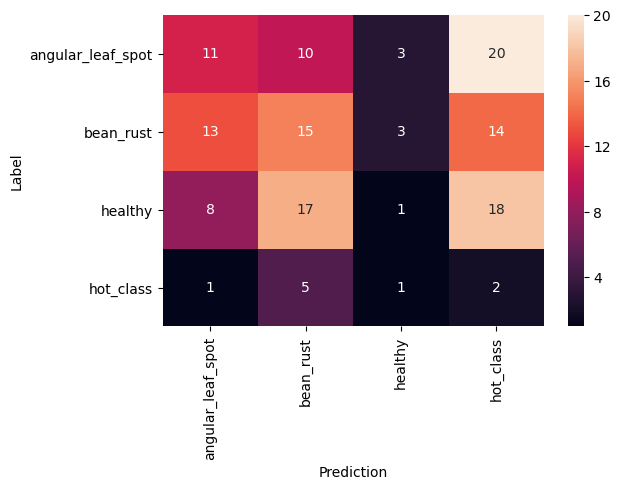 20
angular_leaf_spot 11 10 3 20
16
bean_rust 13 15 3 14
12
Label
healthy 8 17 1 18
8
hot_class 1 5 1 2
4
angular_leaf_spot
bean_rust
healthy
hot_class
Prediction